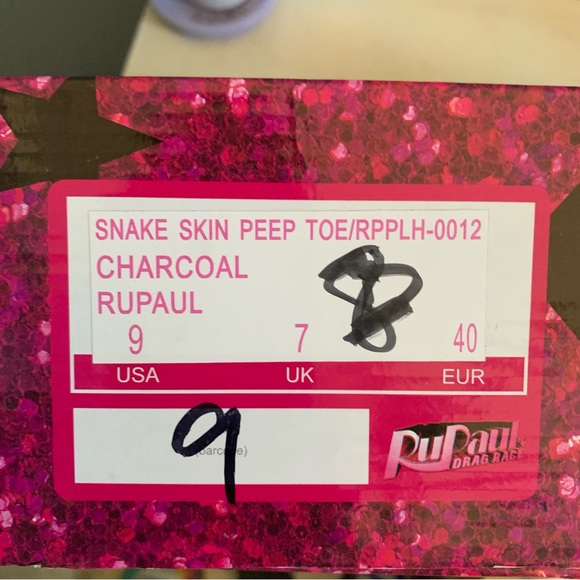 SNAKE SKIN PEEP TOE/RPPLH-0012
CHARCOAL
RUPAUL
8
9 7 40
USA UK EUR
9
(barcode)
RuPaul
DRAG RACE